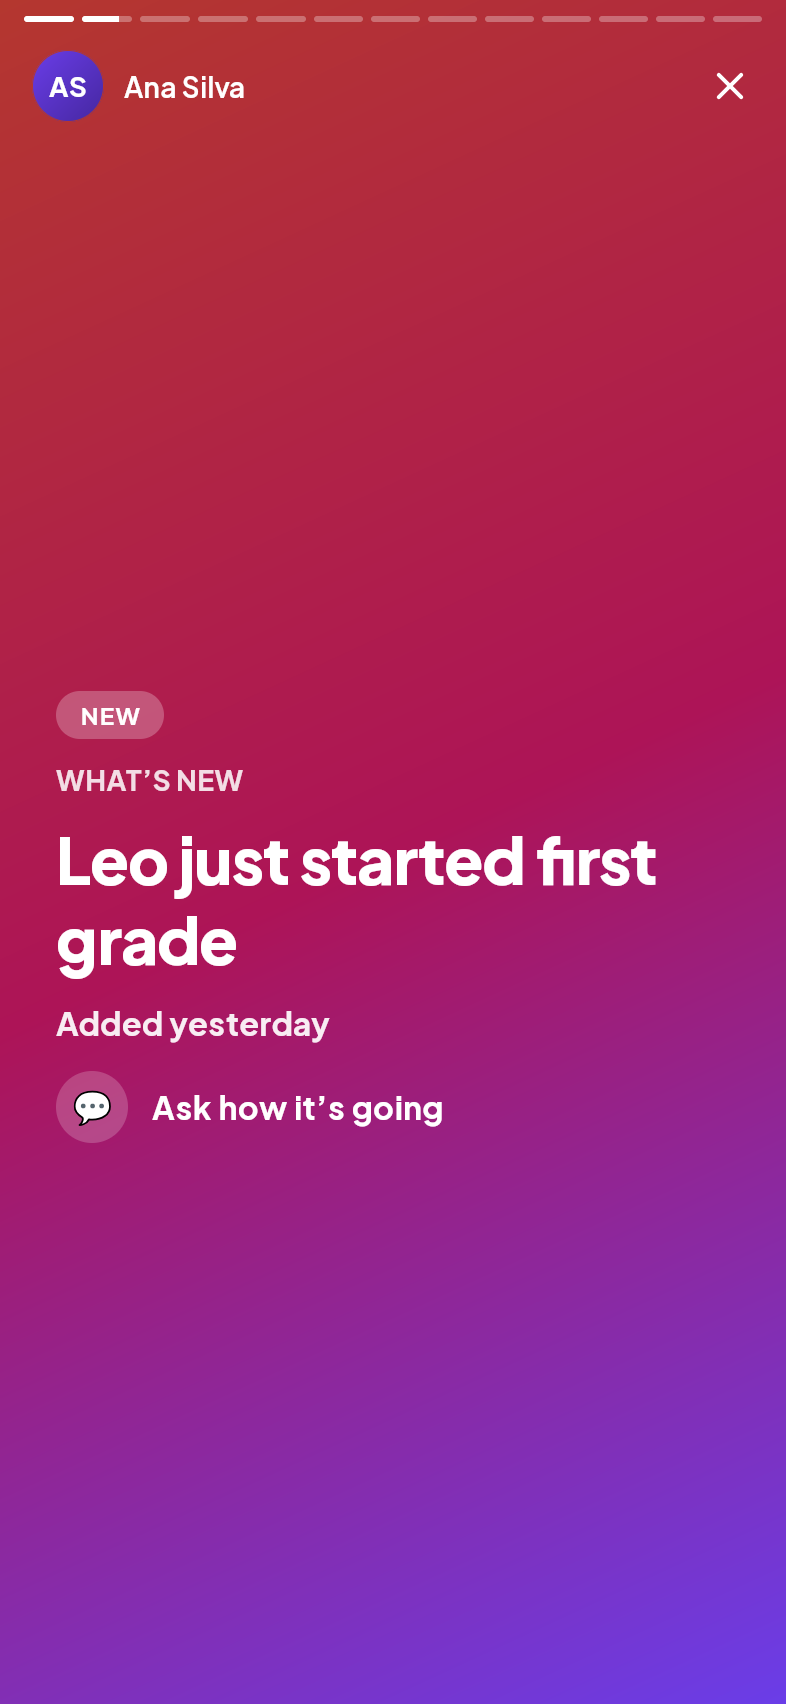 AS
Ana Silva
NEW
WHAT’S NEW
Leo just started first
grade
Added yesterday
Ask how it’s going